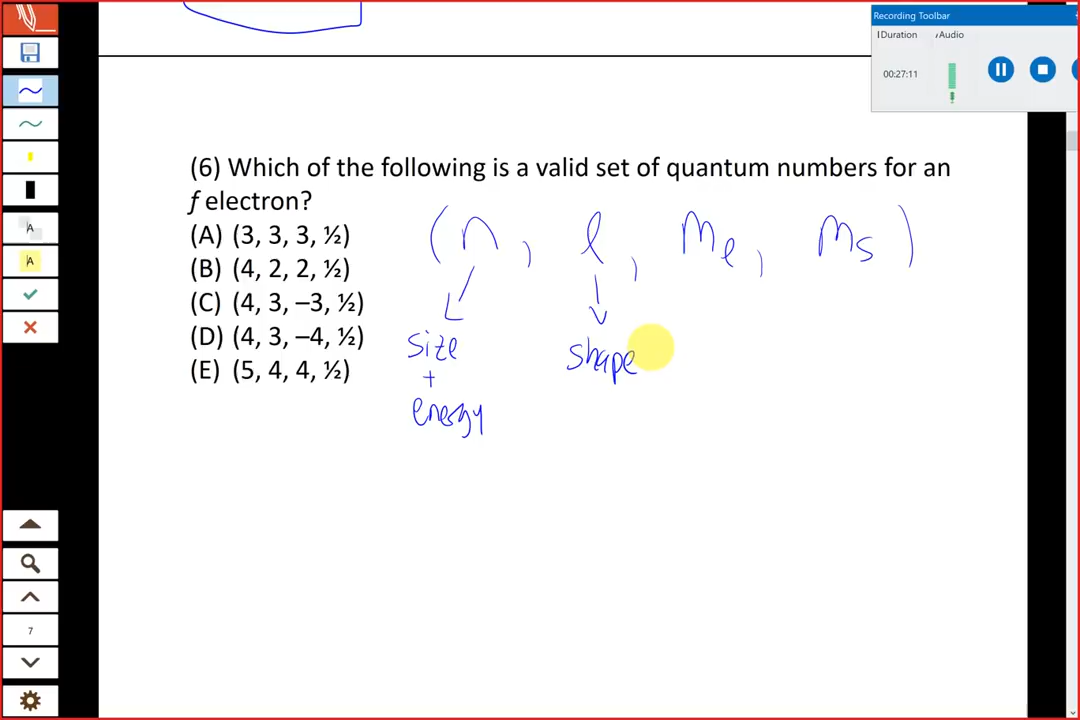 Recording Toolbar
Duration
Audio
00:27:11
(6) Which of the following is a valid set of quantum numbers for an
f electron?
(A) (3, 3, 3, ½)
(B) (4, 2, 2, ½)
(C) (4, 3, –3, ½)
(D) (4, 3, –4, ½)
(E) (5, 4, 4, ½)
(n, l, ml, ms)
size
+
energy
shape
A
A
7